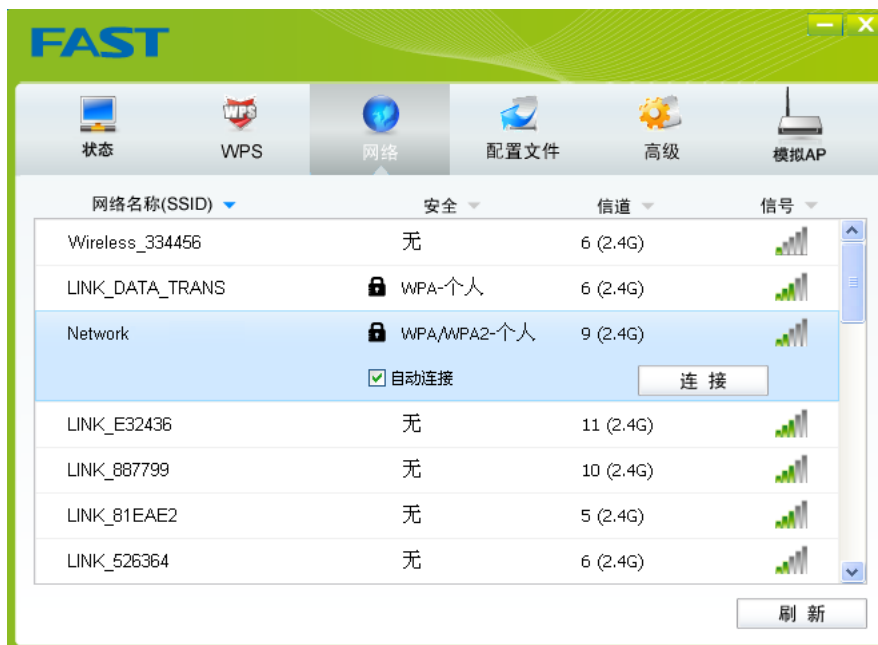 FAST
状态 WPS 网络 配置文件 高级 模拟AP
网络名称(SSID) 安全 信道 信号
Wireless_334456 无 6 (2.4G)
LINK_DATA_TRANS WPA-个人 6 (2.4G)
Network WPA/WPA2-个人 9 (2.4G)
自动连接 连 接
LINK_E32436 无 11 (2.4G)
LINK_887799 无 10 (2.4G)
LINK_81EAE2 无 5 (2.4G)
LINK_526364 无 6 (2.4G)
刷 新